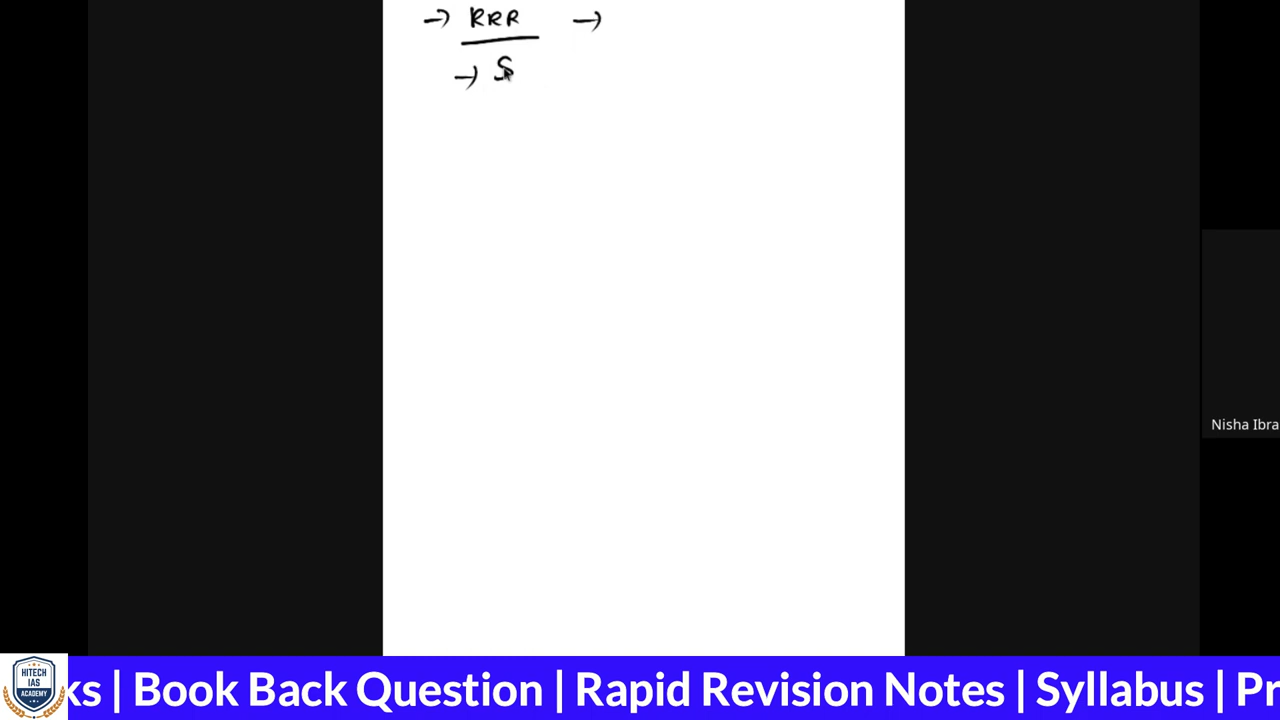 → RRR →
→ S
Nisha Ibra
HITECH
IAS
ACADEMY
ks | Book Back Question | Rapid Revision Notes | Syllabus | Pr